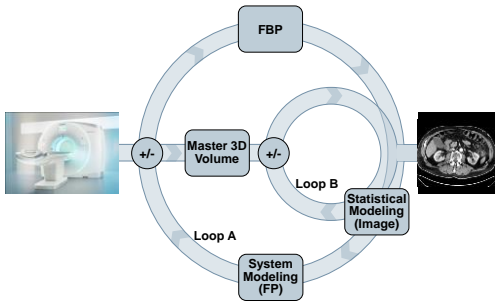 FBP
+/-
Master 3D
Volume
+/-
Loop B
Statistical
Modeling
(Image)
Loop A
System
Modeling
(FP)